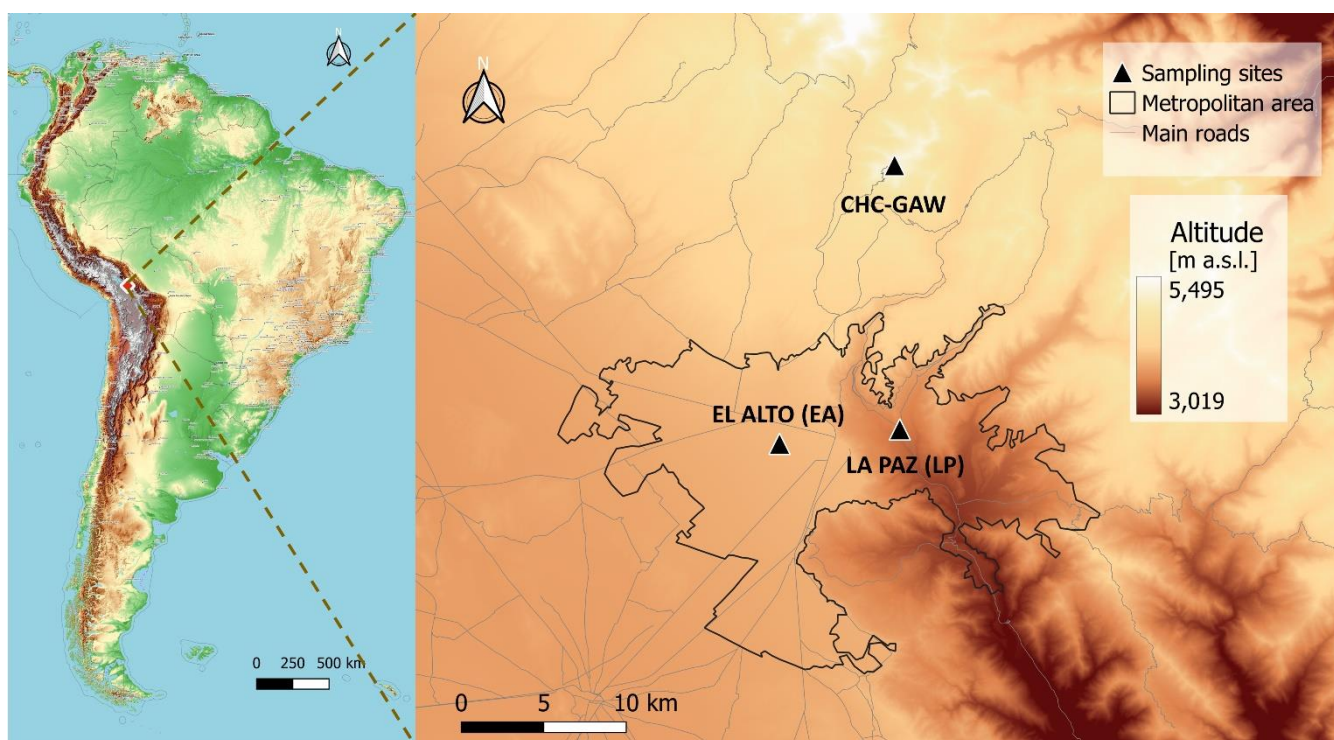 N
0 250 500 km
N
Sampling sites
Metropolitan area
Main roads
CHC-GAW
Altitude
[m a.s.l.]
5,495
3,019
EL ALTO (EA)
LA PAZ (LP)
0 5 10 km